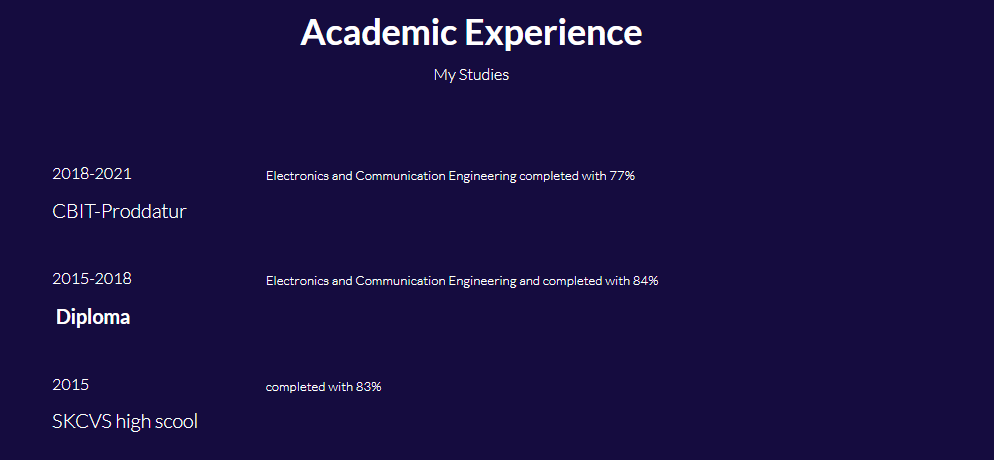 Academic Experience
My Studies
2018-2021
Electronics and Communication Engineering completed with 77%
CBIT-Proddatur
2015-2018
Electronics and Communication Engineering and completed with 84%
Diploma
2015
completed with 83%
SKCVS high scool